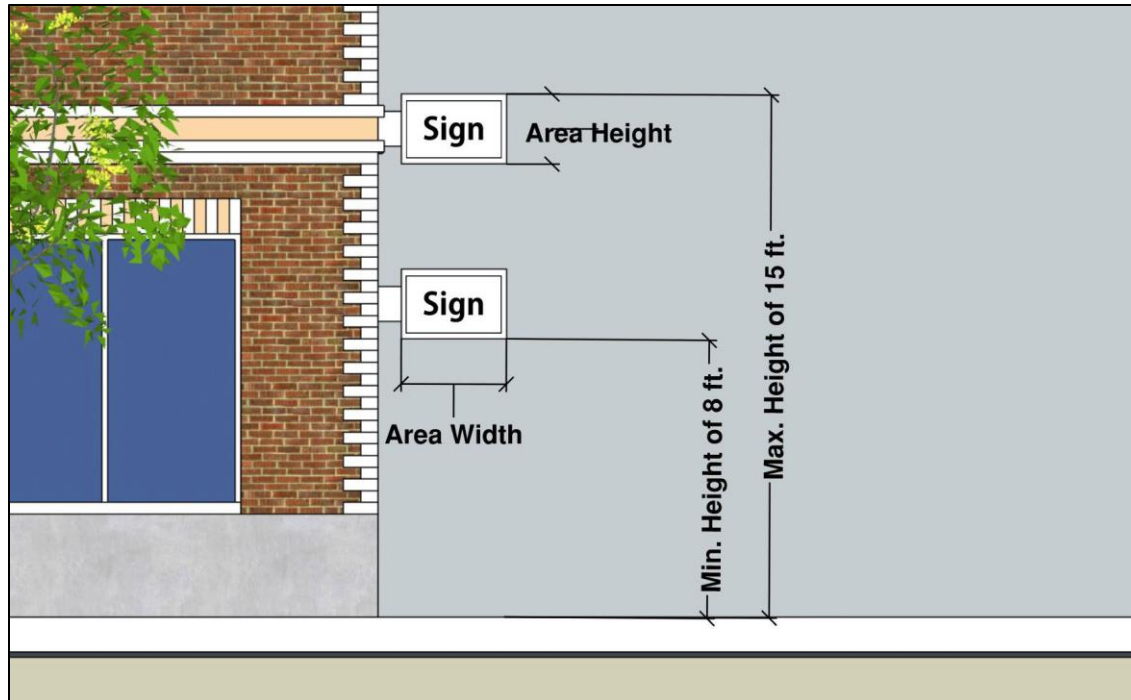 Sign
Area Height
Sign
Area Width
Min. Height of 8 ft.
Max. Height of 15 ft.